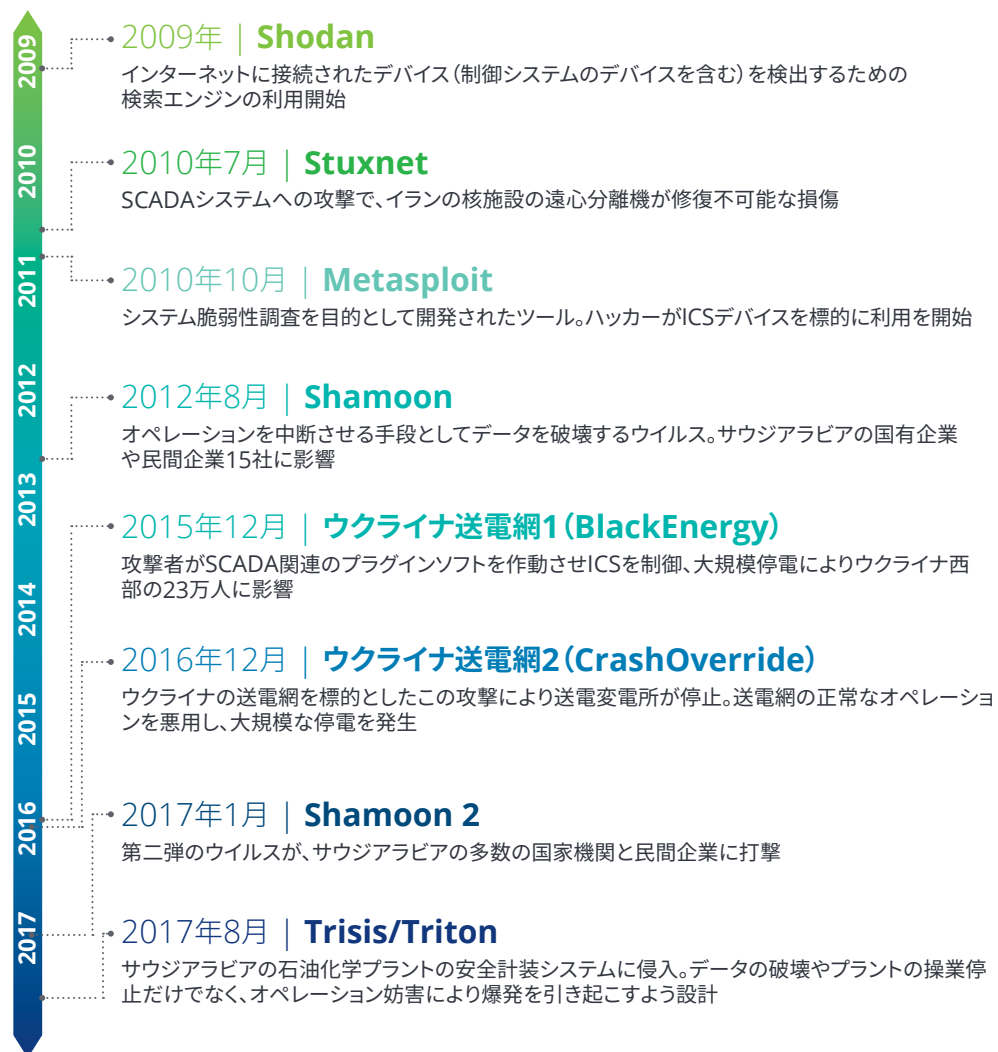 2009
2009年 | Shodan
インターネットに接続されたデバイス（制御システムのデバイスを含む）を検出するための
検索エンジンの利用開始
2010
2010年7月 | Stuxnet
SCADAシステムへの攻撃で、イランの核施設の遠心分離機が修復不可能な損傷
2011
2010年10月 | Metasploit
システム脆弱性調査を目的として開発されたツール。ハッカーがICSデバイスを標的に利用を開始
2012
2012年8月 | Shamoon
オペレーションを中断させる手段としてデータを破壊するウイルス。サウジアラビアの国有企業
や民間企業15社に影響
2013
2015年12月 | ウクライナ送電網1（BlackEnergy）
攻撃者がSCADA関連のプラグインソフトを作動させICSを制御、大規模停電によりウクライナ西
部の23万人に影響
2014
2016年12月 | ウクライナ送電網2（CrashOverride）
ウクライナの送電網を標的としたこの攻撃により送電変電所が停止。送電網の正常なオペレーショ
ンを悪用し、大規模な停電を発生
2015
2016
2017年1月 | Shamoon 2
第二弾のウイルスが、サウジアラビアの多数の国家機関と民間企業に打撃
2017
2017年8月 | Trisis/Triton
サウジアラビアの石油化学プラントの安全計装システムに侵入。データの破壊やプラントの操業停
止だけでなく、オペレーション妨害により爆発を引き起こすよう設計